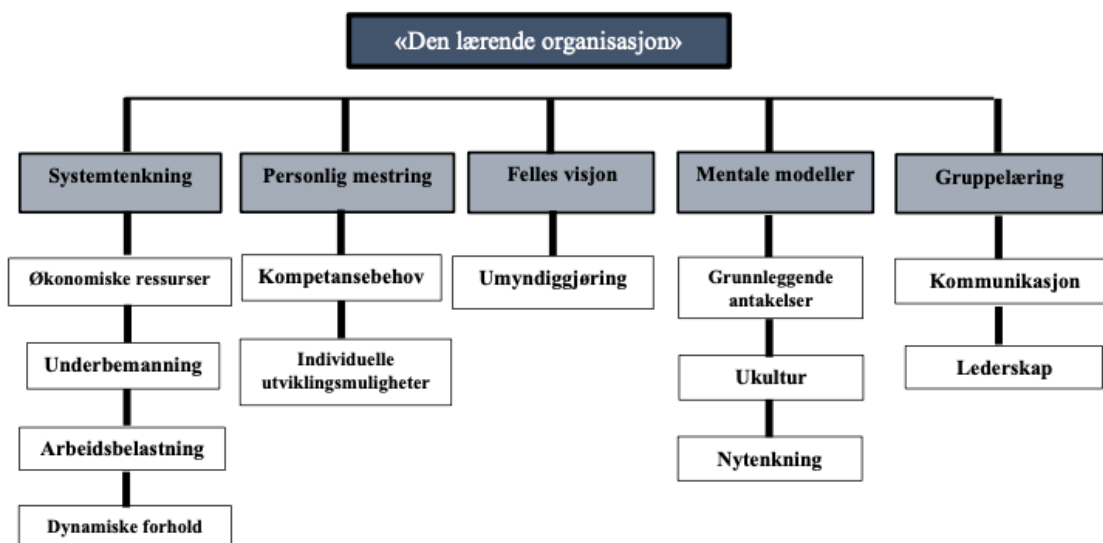 «Den lærende organisasjon»
Systemtenkning
Personlig mestring
Felles visjon
Mentale modeller
Gruppelæring
Økonomiske ressurser
Underbemanning
Arbeidsbelastning
Dynamiske forhold
Kompetansebehov
Individuelle
utviklingsmuligheter
Umyndiggjøring
Grunnleggende
antakelser
Ukultur
Nytenkning
Kommunikasjon
Lederskap